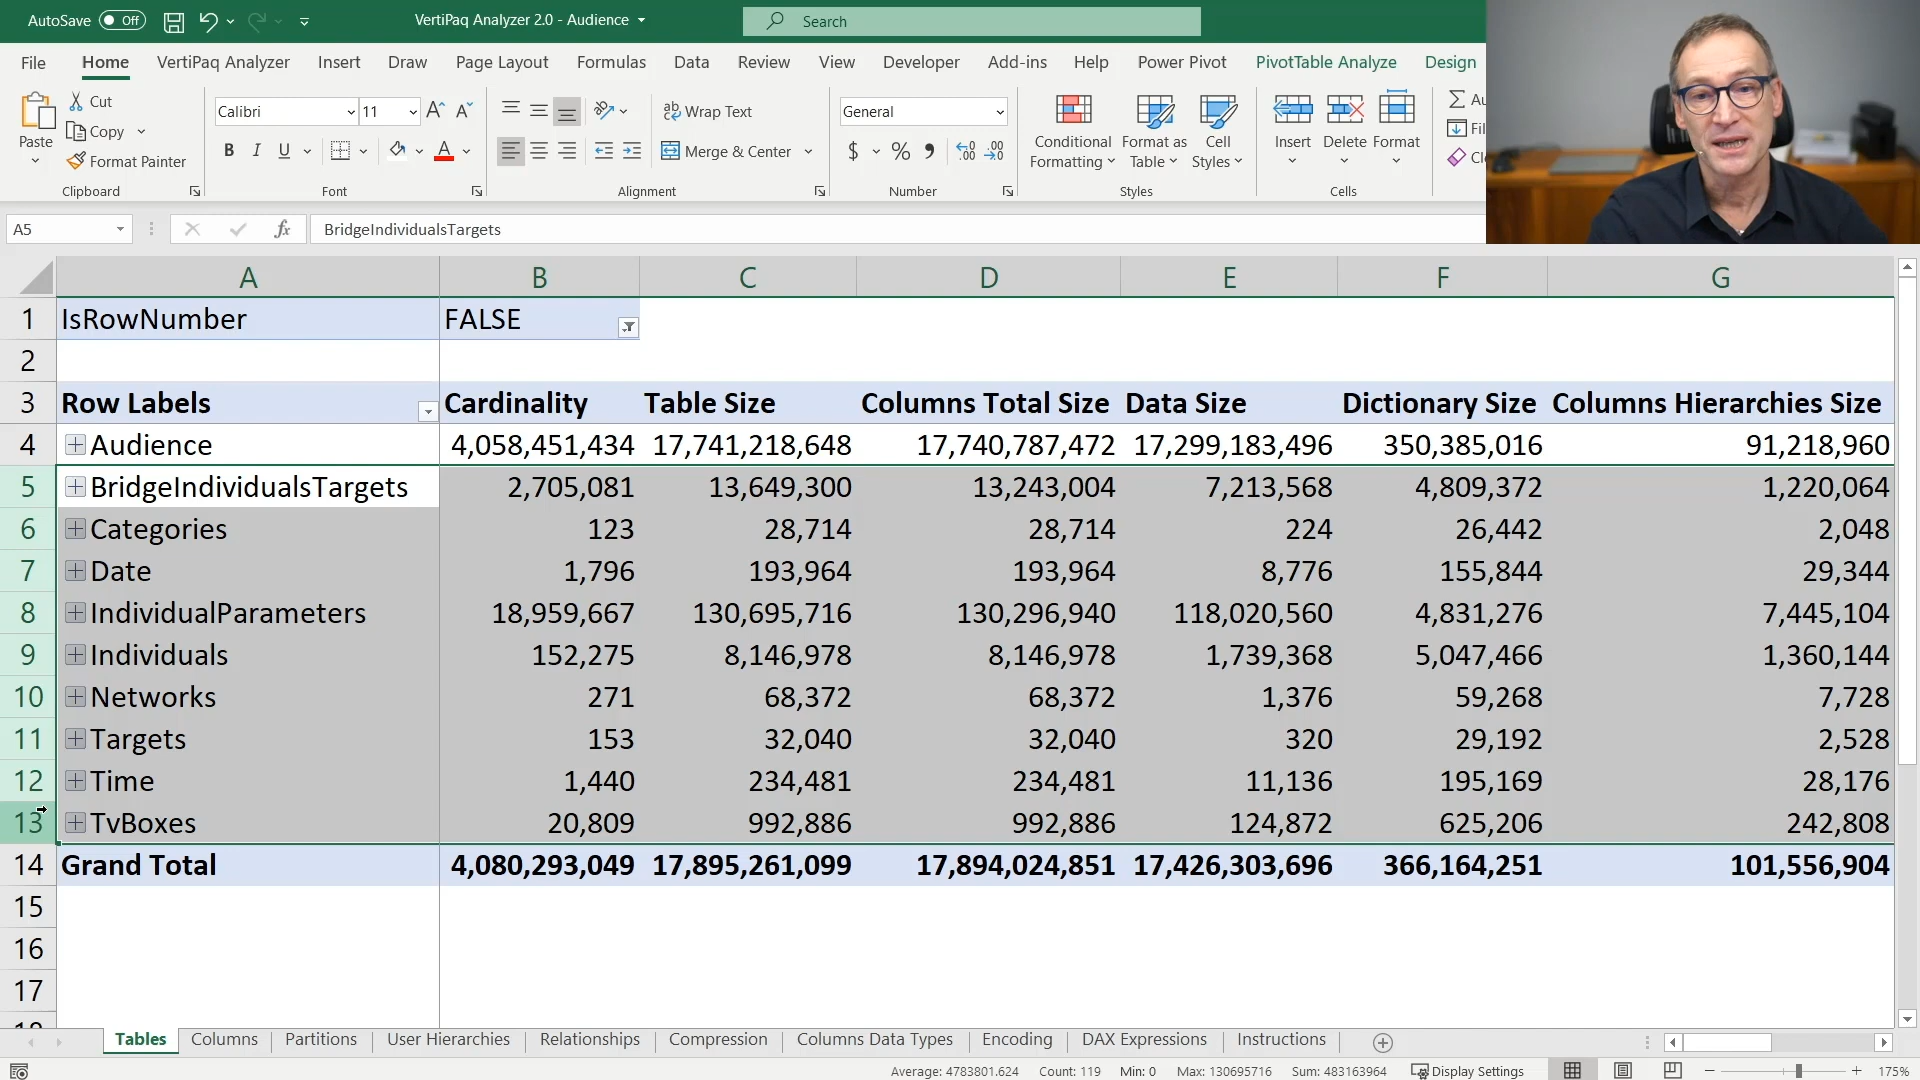 AutoSave Off VertiPaq Analyzer 2.0 - Audience Search
File Home VertiPaq Analyzer Insert Draw Page Layout Formulas Data Review View Developer Add-ins Help Power Pivot PivotTable Analyze Design
Paste Cut
Copy
Format Painter
Clipboard
Calibri 11
B I U A
Font
Wrap Text
Merge & Center
Alignment
General
$ % 9
Number
Conditional Formatting
Format as Table
Cell Styles
Styles
Insert Delete Format
Cells
A5 fx BridgeIndividualsTargets
A B C D E F G
1 IsRowNumber FALSE
2
3 Row Labels Cardinality Table Size Columns Total Size Data Size Dictionary Size Columns Hierarchies Size
4 Audience 4,058,451,434 17,741,218,648 17,740,787,472 17,299,183,496 350,385,016 91,218,960
5 BridgeIndividualsTargets 2,705,081 13,649,300 13,243,004 7,213,568 4,809,372 1,220,064
6 Categories 123 28,714 28,714 224 26,442 2,048
7 Date 1,796 193,964 193,964 8,776 155,844 29,344
8 IndividualParameters 18,959,667 130,695,716 130,296,940 118,020,560 4,831,276 7,445,104
9 Individuals 152,275 8,146,978 8,146,978 1,739,368 5,047,466 1,360,144
10 Networks 271 68,372 68,372 1,376 59,268 7,728
11 Targets 153 32,040 32,040 320 29,192 2,528
12 Time 1,440 234,481 234,481 11,136 195,169 28,176
13 TvBoxes 20,809 992,886 992,886 124,872 625,206 242,808
14 Grand Total 4,080,293,049 17,895,261,099 17,894,024,851 17,426,303,696 366,164,251 101,556,904
15
16
17
Tables Columns Partitions User Hierarchies Relationships Compression Columns Data Types Encoding DAX Expressions Instructions
Average: 4783801.624 Count: 119 Min: 0 Max: 130695716 Sum: 483163964 Display Settings 175%